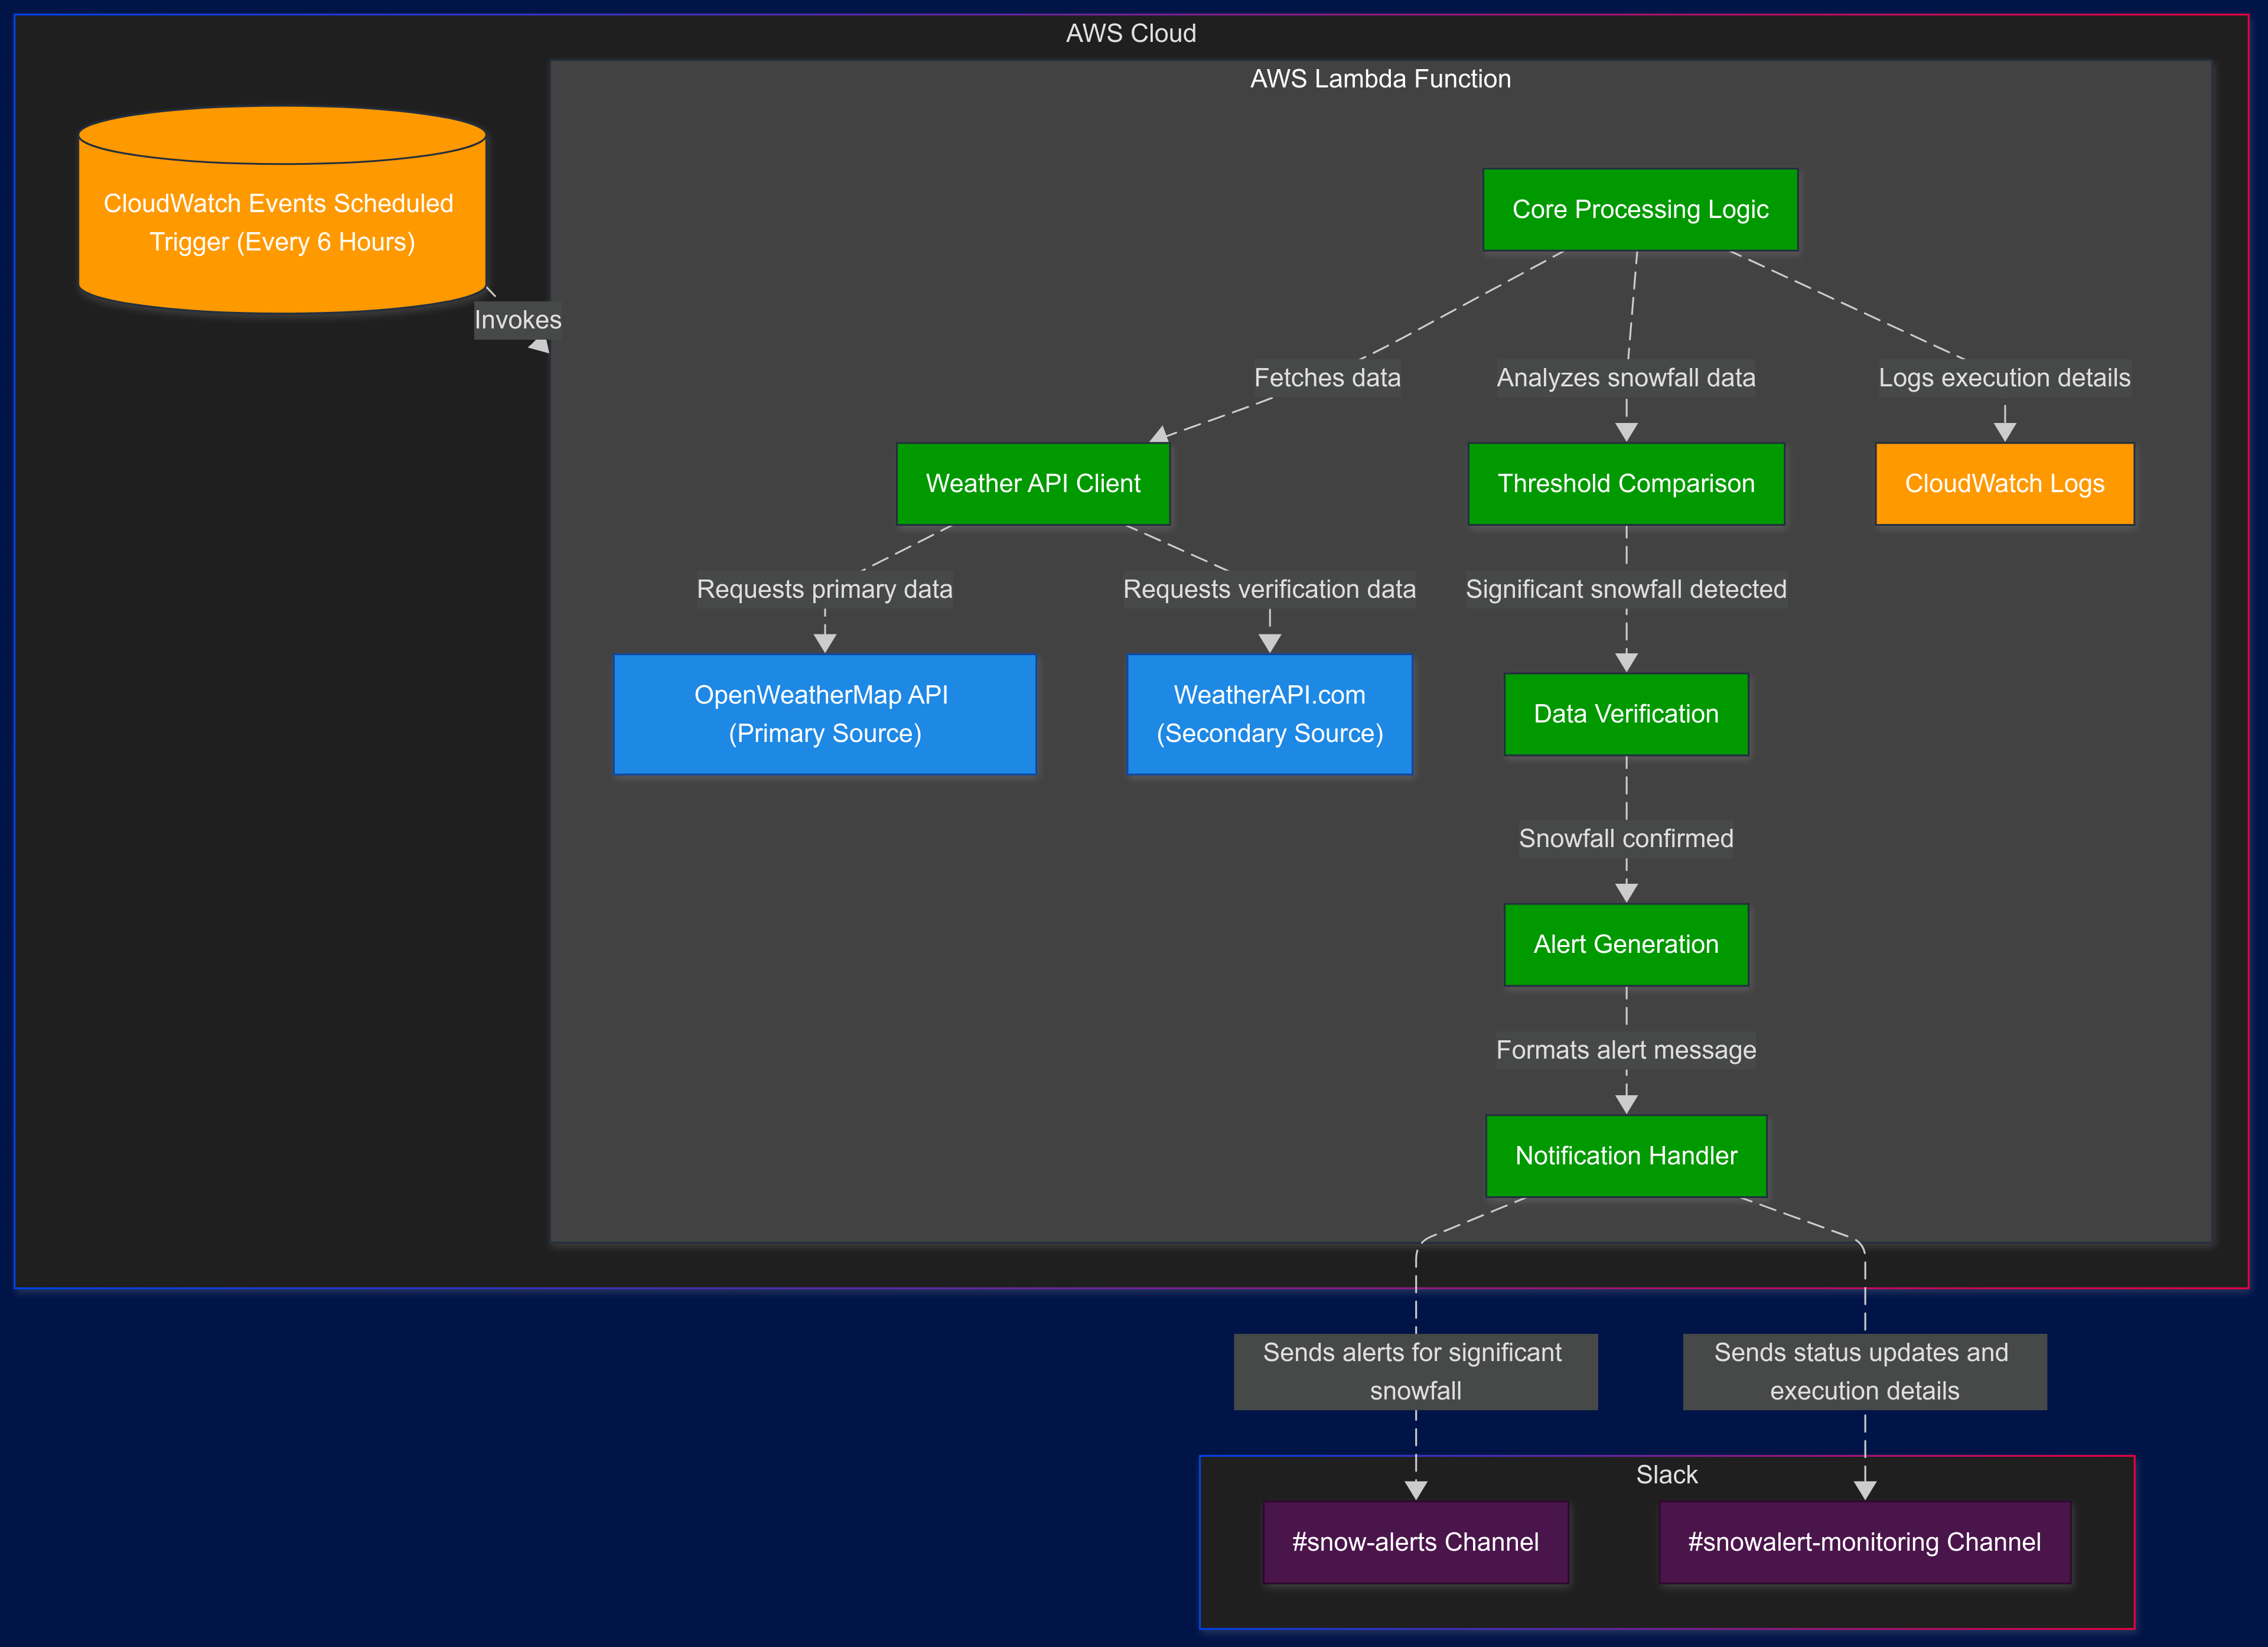 AWS Cloud
AWS Lambda Function
CloudWatch Events Scheduled
Trigger (Every 6 Hours)
Invokes
Core Processing Logic
Fetches data
Analyzes snowfall data
Logs execution details
Weather API Client
Threshold Comparison
CloudWatch Logs
Requests primary data
Requests verification data
Significant snowfall detected
OpenWeatherMap API
(Primary Source)
WeatherAPI.com
(Secondary Source)
Data Verification
Snowfall confirmed
Alert Generation
Formats alert message
Notification Handler
Sends alerts for significant
snowfall
Sends status updates and
execution details
Slack
#snow-alerts Channel
#snowalert-monitoring Channel